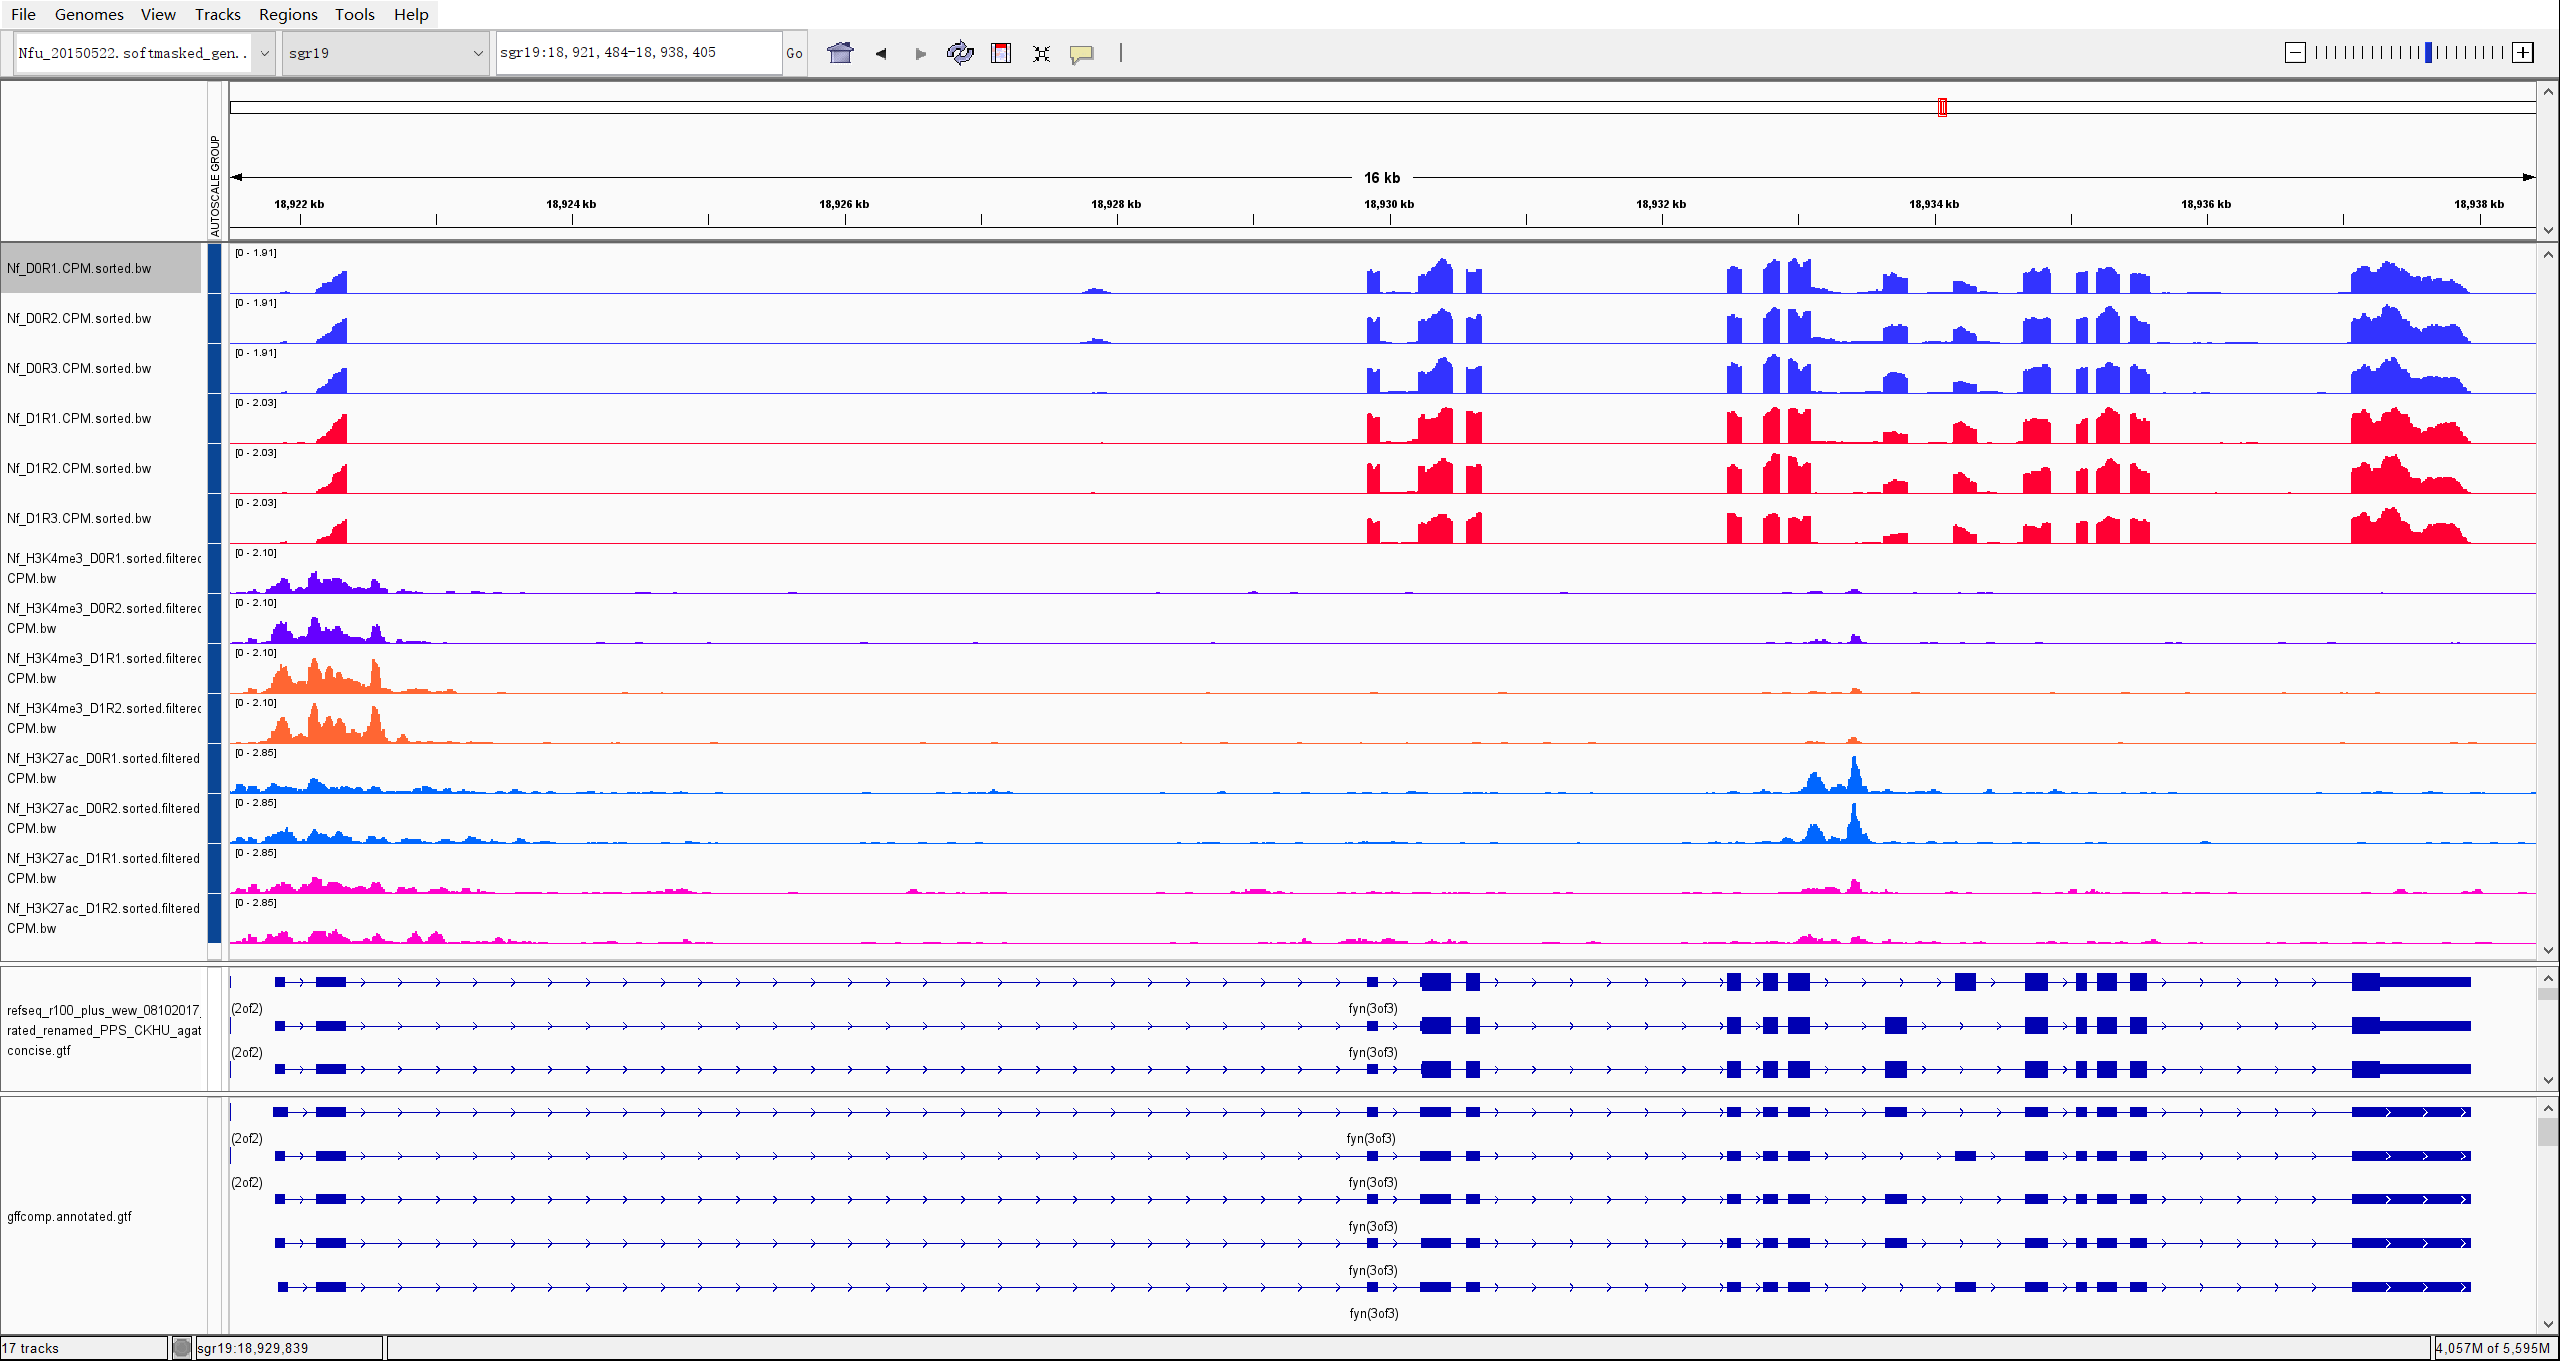 File Genomes View Tracks Regions Tools Help
Nfu_20150522.softmasked_gen.. sgr19 sgr19:18,921,484-18,938,405 Go
AUTOSCALE GROUP
16 kb
18,922 kb 18,924 kb 18,926 kb 18,928 kb 18,930 kb 18,932 kb 18,934 kb 18,936 kb 18,938 kb
Nf_D0R1.CPM.sorted.bw [0 - 1.91]
Nf_D0R2.CPM.sorted.bw [0 - 1.91]
Nf_D0R3.CPM.sorted.bw [0 - 1.91]
Nf_D1R1.CPM.sorted.bw [0 - 2.03]
Nf_D1R2.CPM.sorted.bw [0 - 2.03]
Nf_D1R3.CPM.sorted.bw [0 - 2.03]
Nf_H3K4me3_D0R1.sorted.filtered [0 - 2.10]
CPM.bw
Nf_H3K4me3_D0R2.sorted.filtered [0 - 2.10]
CPM.bw
Nf_H3K4me3_D1R1.sorted.filtered [0 - 2.10]
CPM.bw
Nf_H3K4me3_D1R2.sorted.filtered [0 - 2.10]
CPM.bw
Nf_H3K27ac_D0R1.sorted.filtered [0 - 2.85]
CPM.bw
Nf_H3K27ac_D0R2.sorted.filtered [0 - 2.85]
CPM.bw
Nf_H3K27ac_D1R1.sorted.filtered [0 - 2.85]
CPM.bw
Nf_H3K27ac_D1R2.sorted.filtered [0 - 2.85]
CPM.bw
refseq_r100_plus_wew_08102017_
rated_renamed_PPS_CKHU_agat
concise.gtf
(2of2) fyn(3of3)
(2of2) fyn(3of3)
gffcomp.annotated.gtf
(2of2) fyn(3of3)
(2of2) fyn(3of3)
fyn(3of3)
fyn(3of3)
fyn(3of3)
17 tracks sgr19:18,929,839 4,057M of 5,595M